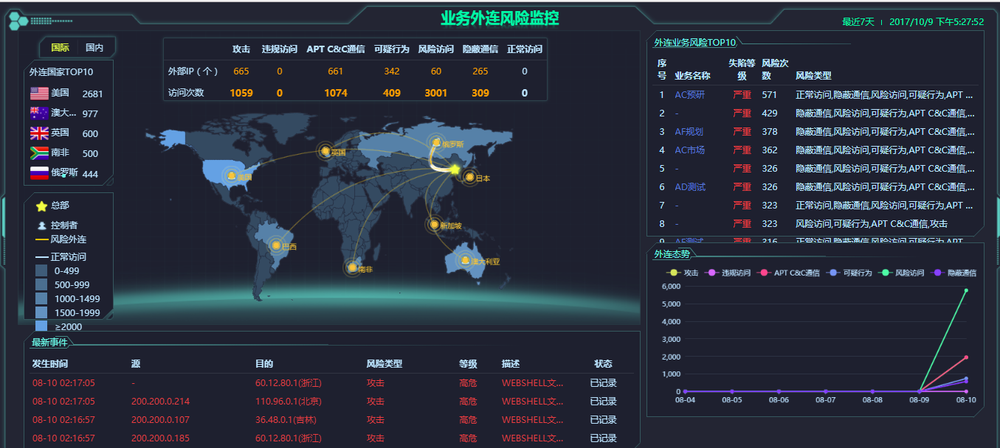 业务外连风险监控
最近7天 2017/10/9 下午5:27:52
国际 国内
外连国家TOP10
美国 2681
澳大... 977
英国 600
南非 500
俄罗斯 444
总部
控制者
风险外连
正常访问
0-499
500-999
1000-1499
1500-1999
≥2000
攻击 违规访问 APT C&C通信 可疑行为 风险访问 隐蔽通信 正常访问
外部IP（个） 665 0 661 342 60 265 0
访问次数 1059 0 1074 409 3001 309 0
俄罗斯
英国
美国
日本
新加坡
巴西
澳大利亚
南非
外连业务风险TOP10
序号 业务名称 失陷等级 风险次数 风险类型
1 AC预研 严重 571 正常访问,隐蔽通信,风险访问,可疑行为,APT ...
2 - 严重 429 隐蔽通信,风险访问,可疑行为,APT C&C通信,...
3 AF规划 严重 378 隐蔽通信,风险访问,可疑行为,APT C&C通信,...
4 AC市场 严重 362 隐蔽通信,风险访问,可疑行为,APT C&C通信,...
5 - 严重 326 隐蔽通信,风险访问,可疑行为,APT C&C通信,...
6 AD测试 严重 326 隐蔽通信,风险访问,可疑行为,APT C&C通信,...
7 - 严重 323 正常访问,隐蔽通信,风险访问,可疑行为,APT ...
8 - 严重 323 风险访问,可疑行为,APT C&C通信,攻击
9 AF测试 严重 316 正常访问,隐蔽通信,风险访问,可疑行为,APT ...
外连态势
攻击 违规访问 APT C&C通信 可疑行为 风险访问 隐蔽通信
6,000
5,000
4,000
3,000
2,000
1,000
0
08-04 08-05 08-06 08-07 08-08 08-09 08-10
最新事件
发生时间 源 目的 风险类型 等级 描述 状态
08-10 02:17:05 - 60.12.80.1(浙江) 攻击 高危 WEBSHELL文... 已记录
08-10 02:17:05 200.200.0.214 110.96.0.1(北京) 攻击 高危 WEBSHELL文... 已记录
08-10 02:16:57 200.200.0.107 36.48.0.1(吉林) 攻击 高危 WEBSHELL文... 已记录
08-10 02:16:57 200.200.0.185 60.12.80.1(浙江) 攻击 高危 WEBSHELL文... 已记录